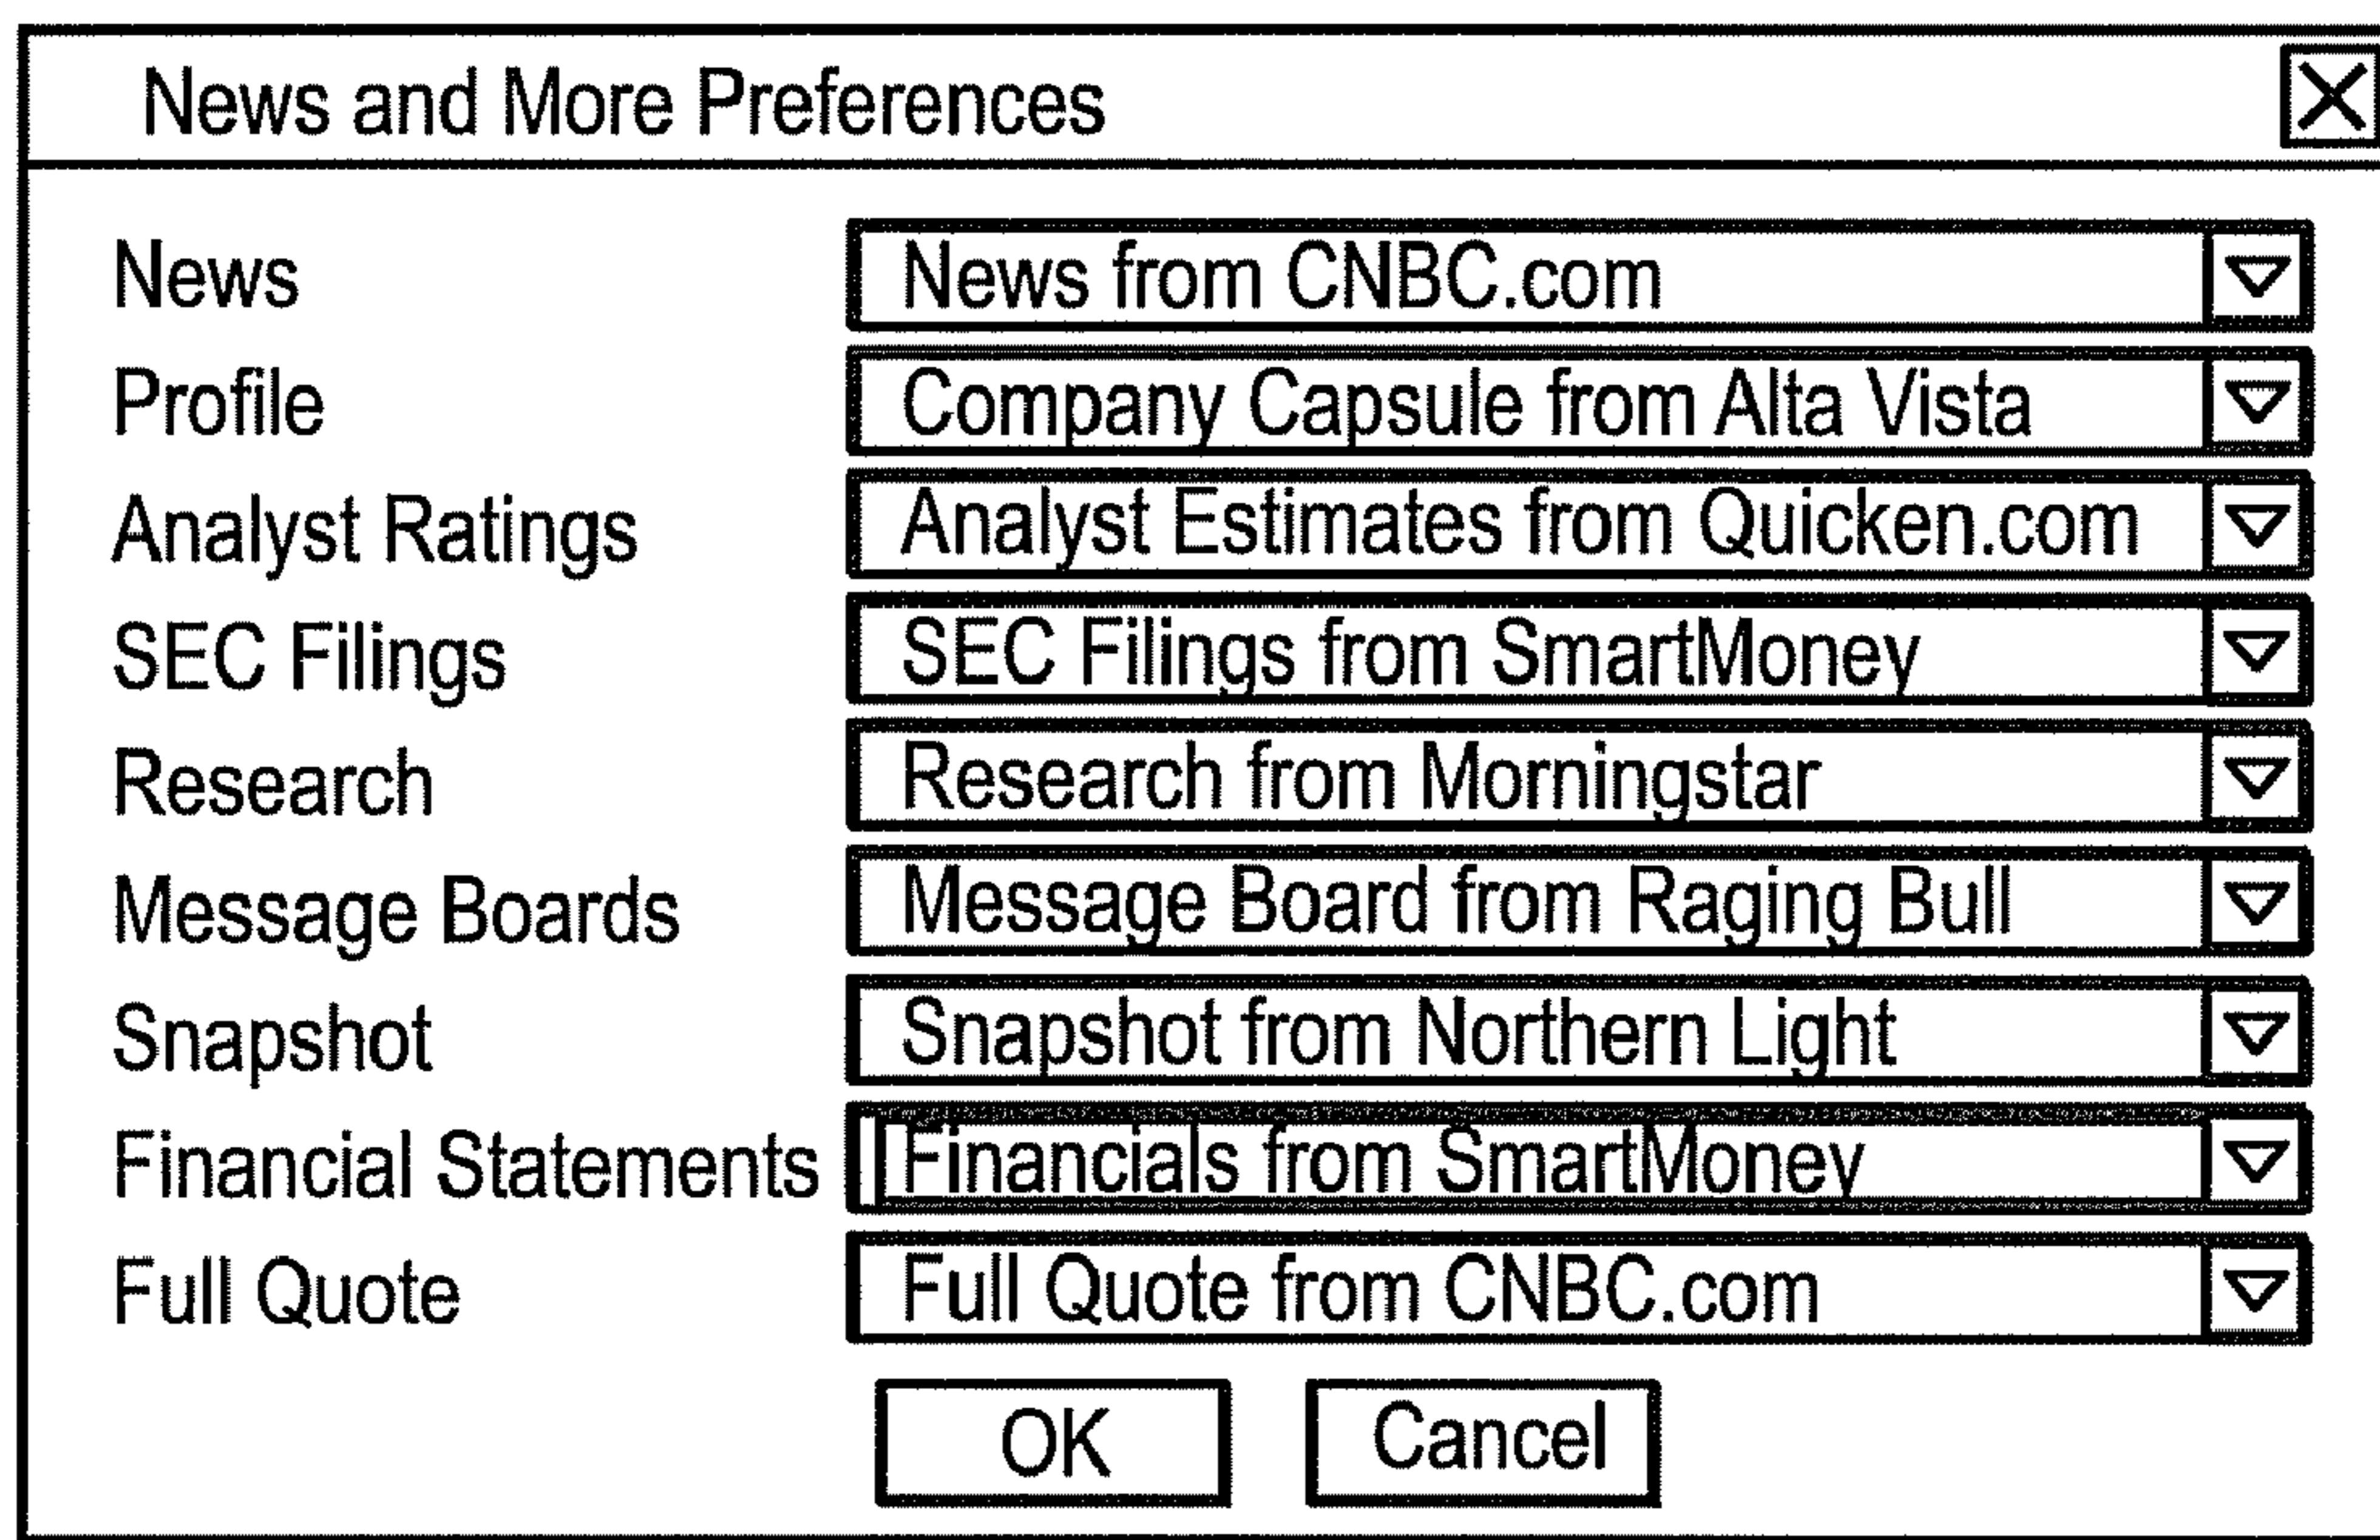 News and More Preferences
News News from CNBC.com
Profile Company Capsule from Alta Vista
Analyst Ratings Analyst Estimates from Quicken.com
SEC Filings SEC Filings from SmartMoney
Research Research from Morningstar
Message Boards Message Board from Raging Bull
Snapshot Snapshot from Northern Light
Financial Statements Financials from SmartMoney
Full Quote Full Quote from CNBC.com
OK Cancel